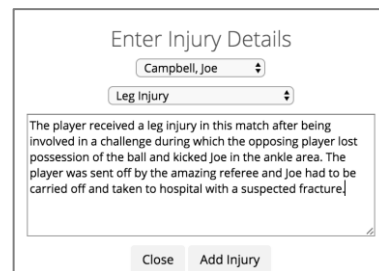 Enter Injury Details
Campbell, Joe
Leg Injury
The player received a leg injury in this match after being
involved in a challenge during which the opposing player lost
possession of the ball and kicked Joe in the ankle area. The
player was sent off by the amazing referee and Joe had to be
carried off and taken to hospital with a suspected fracture.
Close Add Injury